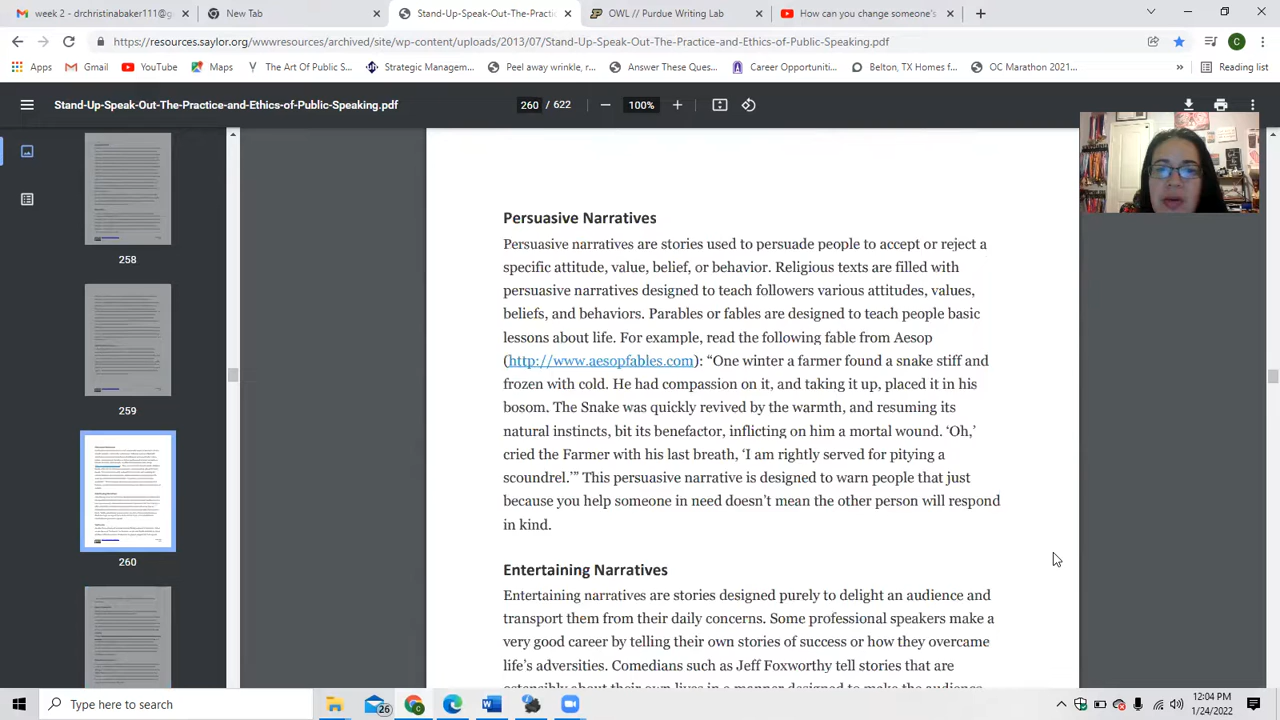 week 2 - drchristinabaker111@g
New Tab
Stand-Up-Speak-Out-The-Practic
OWL // Purdue Writing Lab
How can you change someone's
https://resources.saylor.org/wwwresources/archived/site/wp-content/uploads/2013/07/Stand-Up-Speak-Out-The-Practice-and-Ethics-of-Public-Speaking.pdf
C
Apps
Gmail
YouTube
Maps
The Art Of Public S...
Strategic Managem...
Peel away wrinkle, r...
Answer These Ques...
Career Opportuniti...
Belton, TX Homes f...
OC Marathon 2021...
»
Reading list
Stand-Up-Speak-Out-The-Practice-and-Ethics-of-Public-Speaking.pdf
260 / 622
100%
258
259
260
Persuasive Narratives
Persuasive narratives are stories used to persuade people to accept or reject a
specific attitude, value, belief, or behavior. Religious texts are filled with
persuasive narratives designed to teach followers various attitudes, values,
beliefs, and behaviors. Parables or fables are designed to teach people basic
lessons about life. For example, read the following fable from Aesop
(http://www.aesopfables.com): “One winter a farmer found a snake stiff and
frozen with cold. He had compassion on it, and taking it up, placed it in his
bosom. The Snake was quickly revived by the warmth, and resuming its
natural instincts, bit its benefactor, inflicting on him a mortal wound. ‘Oh,’
cried the Farmer with his last breath, ‘I am rightly served for pitying a
scoundrel.’” This persuasive narrative is designed to warn people that just
because you help someone in need doesn’t mean the other person will respond
in kind.
Entertaining Narratives
Entertaining narratives are stories designed purely to delight an audience and
transport them from their daily concerns. Some professional speakers make a
very good career by telling their own stories of success or how they overcame
life’s adversities. Comedians such as Jeff Foxworthy tell stories that are
ostensibly about their own lives in a manner designed to make the audience
Type here to search
25
12:04 PM
1/24/2022